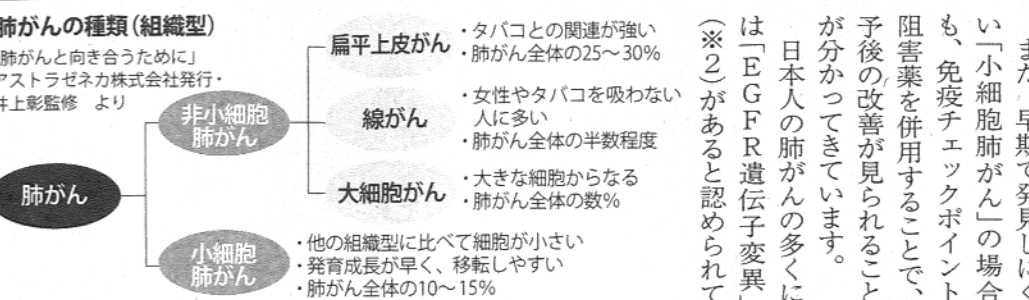 肺がんの種類（組織型）
「肺がんと向き合うために」
アストラゼネカ株式会社発行・
井上彰監修　より
肺がん
非小細胞
肺がん
扁平上皮がん
・タバコとの関連が強い
・肺がん全体の25～30％
線がん
・女性やタバコを吸わない
人に多い
・肺がん全体の半数程度
大細胞がん
・大きな細胞からなる
・肺がん全体の数％
小細胞
肺がん
・他の組織型に比べて細胞が小さい
・発育成長が早く、移転しやすい
・肺がん全体の10～15％
また、早期で発見しにく
い「小細胞肺がん」の場合
も、免疫チェックポイント
阻害薬を併用することで、
予後の改善が見られること
が分かってきています。
日本人の肺がんの多くに
は「EGFR遺伝子変異」
（※2）があると認められて